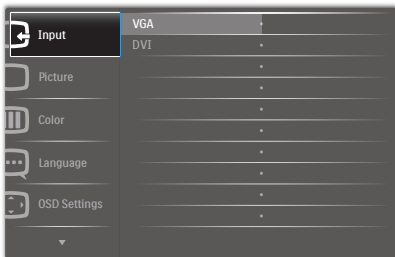 Input
VGA
DVI
Picture
Color
Language
OSD Settings